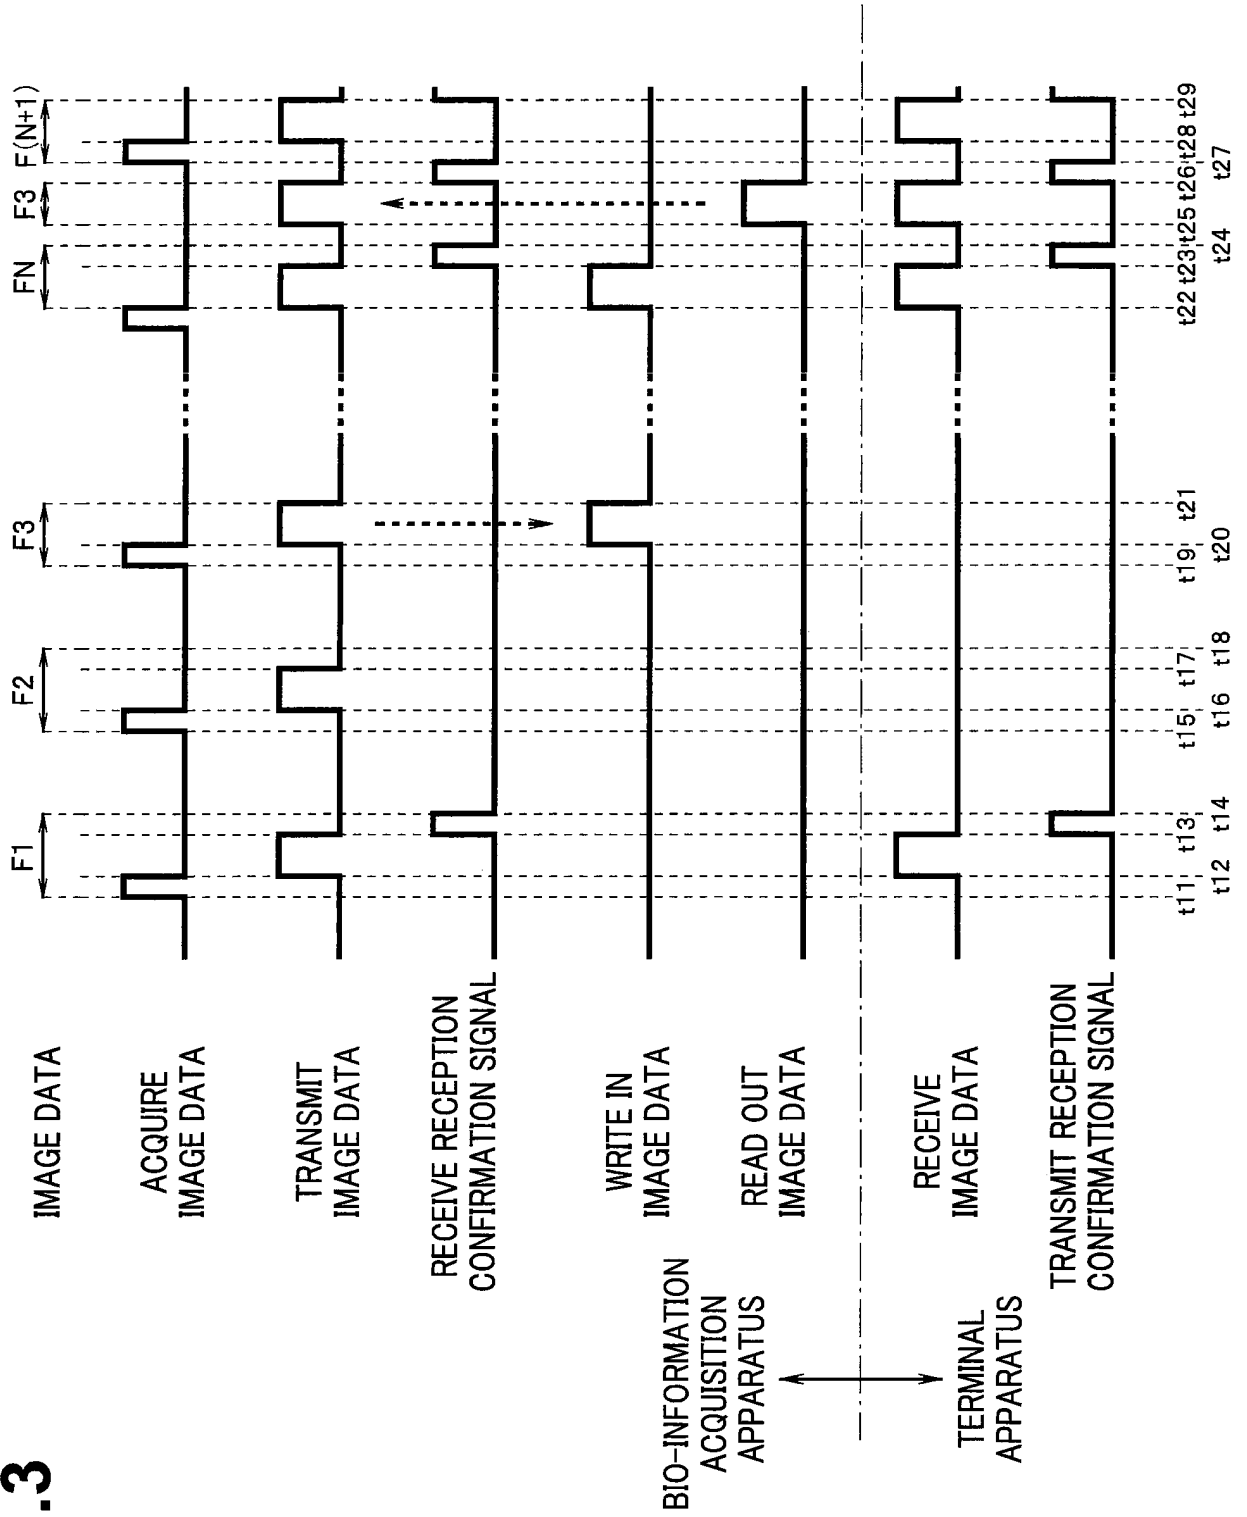 .3
IMAGE DATA
F1
F2
F3
FN
F3
F(N+1)
ACQUIRE
IMAGE DATA
TRANSMIT
IMAGE DATA
RECEIVE RECEPTION
CONFIRMATION SIGNAL
WRITE IN
IMAGE DATA
READ OUT
IMAGE DATA
BIO-INFORMATION
ACQUISITION
APPARATUS
TERMINAL
APPARATUS
RECEIVE
IMAGE DATA
TRANSMIT RECEPTION
CONFIRMATION SIGNAL
t11 t13 t15 t17 t19 t21 t22 t23 t25 t26 t28 t29
t12 t14 t16 t18 t20 t24 t27